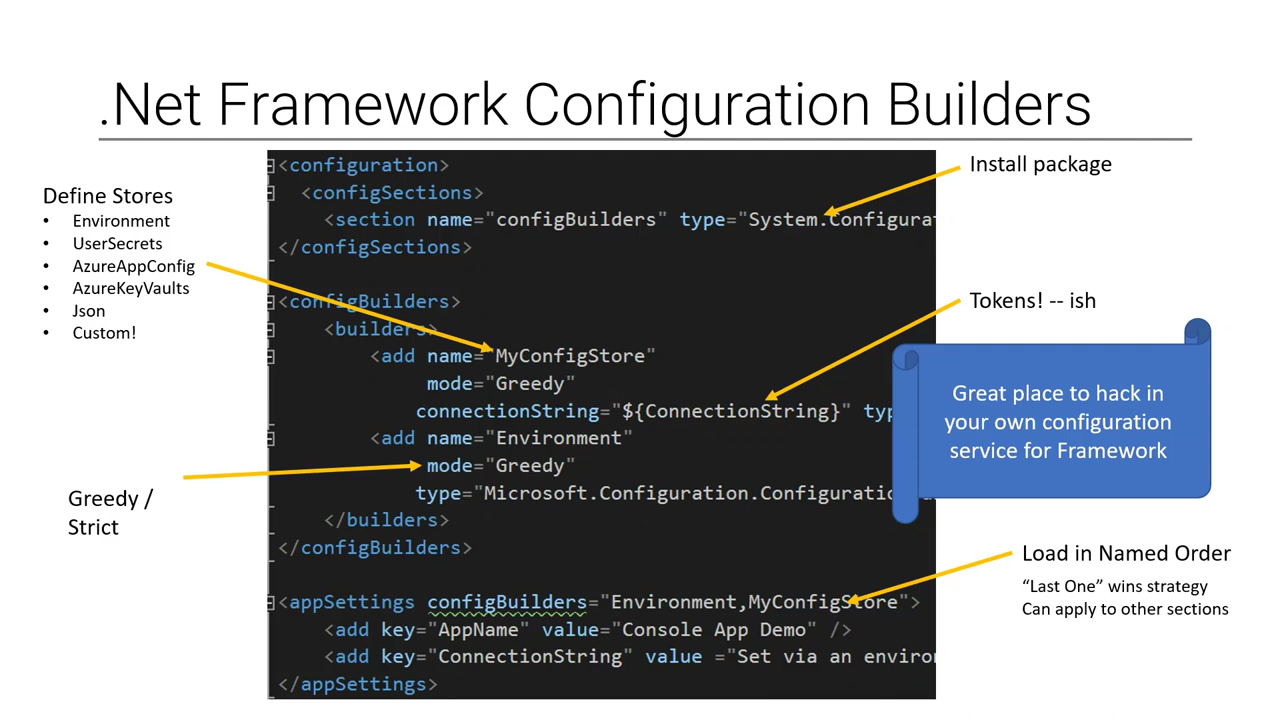 .Net Framework Configuration Builders
Define Stores
• Environment
• UserSecrets
• AzureAppConfig
• AzureKeyVaults
• Json
• Custom!
Greedy /
Strict
<configuration>
<configSections>
<section name="configBuilders" type="System.Configurat
</configSections>
<configBuilders>
<builders>
<add name="MyConfigStore"
mode="Greedy"
connectionString="${ConnectionString}" typ
<add name="Environment"
mode="Greedy"
type="Microsoft.Configuration.Configuratio
</builders>
</configBuilders>
<appSettings configBuilders="Environment,MyConfigStore">
<add key="AppName" value="Console App Demo" />
<add key="ConnectionString" value ="Set via an environ
</appSettings>
Install package
Tokens! -- ish
Great place to hack in
your own configuration
service for Framework
Load in Named Order
“Last One” wins strategy
Can apply to other sections